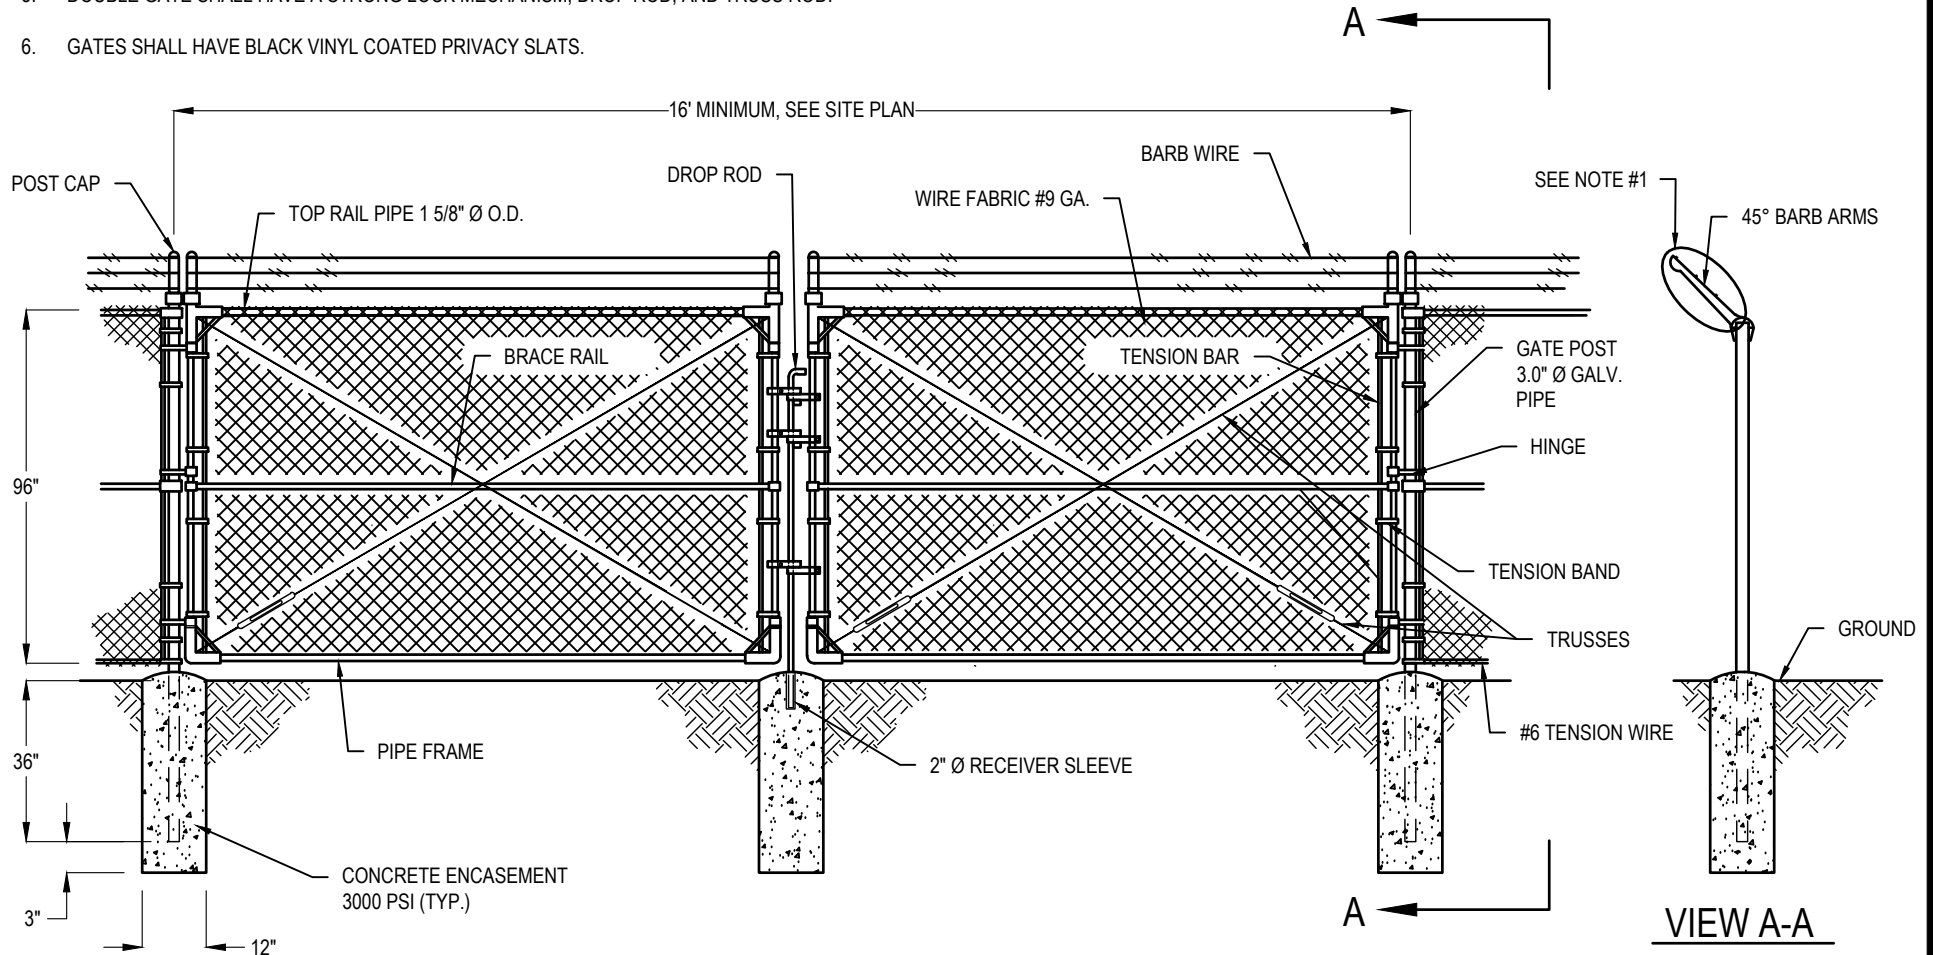 5. DOUBLE GATE SHALL HAVE A STRONG LOCK MECHANISM, DROP ROD, AND TRUSS ROD.
6. GATES SHALL HAVE BLACK VINYL COATED PRIVACY SLATS.
A
16' MINIMUM, SEE SITE PLAN
BARB WIRE
POST CAP
DROP ROD
SEE NOTE #1
WIRE FABRIC #9 GA.
TOP RAIL PIPE 1 5/8" Ø O.D.
45° BARB ARMS
BRACE RAIL
TENSION BAR
GATE POST
3.0" Ø GALV.
PIPE
HINGE
96"
TENSION BAND
TRUSSES
GROUND
#6 TENSION WIRE
PIPE FRAME
36"
2" Ø RECEIVER SLEEVE
CONCRETE ENCASEMENT
3000 PSI (TYP.)
3"
12"
A
VIEW A-A